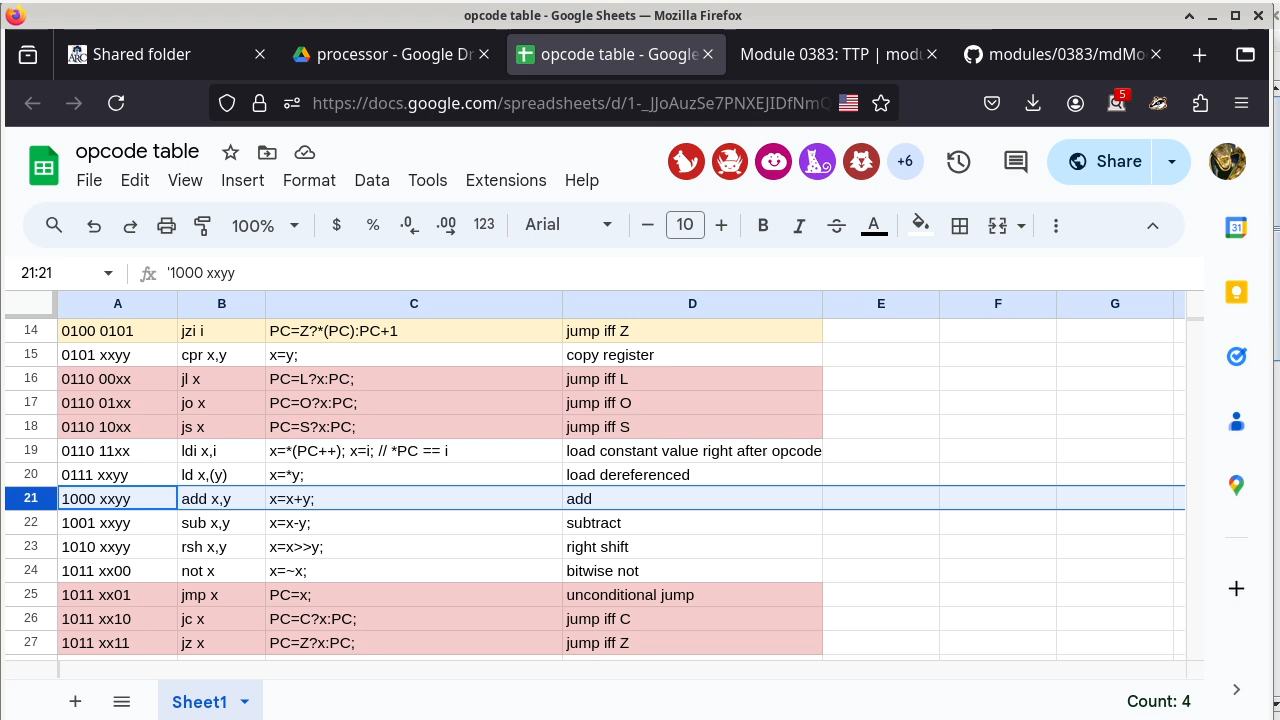 opcode table - Google Sheets — Mozilla Firefox
Shared folder
processor - Google Dr
opcode table - Google
Module 0383: TTP | mod
modules/0383/mdMo
https://docs.google.com/spreadsheets/d/1-_JJoAuzSe7PNXEJIDfNmC
5
opcode table
+6
Share
File Edit View Insert Format Data Tools Extensions Help
100% $ % .0 .00 123 Arial 10 B I A
31
21:21 fx '1000 xxyy
A B C D E F G
14 0100 0101 jzi i PC=Z?*(PC):PC+1 jump iff Z
15 0101 xxyy cpr x,y x=y; copy register
16 0110 00xx jl x PC=L?x:PC; jump iff L
17 0110 01xx jo x PC=O?x:PC; jump iff O
18 0110 10xx js x PC=S?x:PC; jump iff S
19 0110 11xx ldi x,i x=*(PC++); x=i; // *PC == i load constant value right after opcode
20 0111 xxyy ld x,(y) x=*y; load dereferenced
21 1000 xxyy add x,y x=x+y; add
22 1001 xxyy sub x,y x=x-y; subtract
23 1010 xxyy rsh x,y x=x>>y; right shift
24 1011 xx00 not x x=~x; bitwise not
25 1011 xx01 jmp x PC=x; unconditional jump
26 1011 xx10 jc x PC=C?x:PC; jump iff C
27 1011 xx11 jz x PC=Z?x:PC; jump iff Z
Sheet1
Count: 4